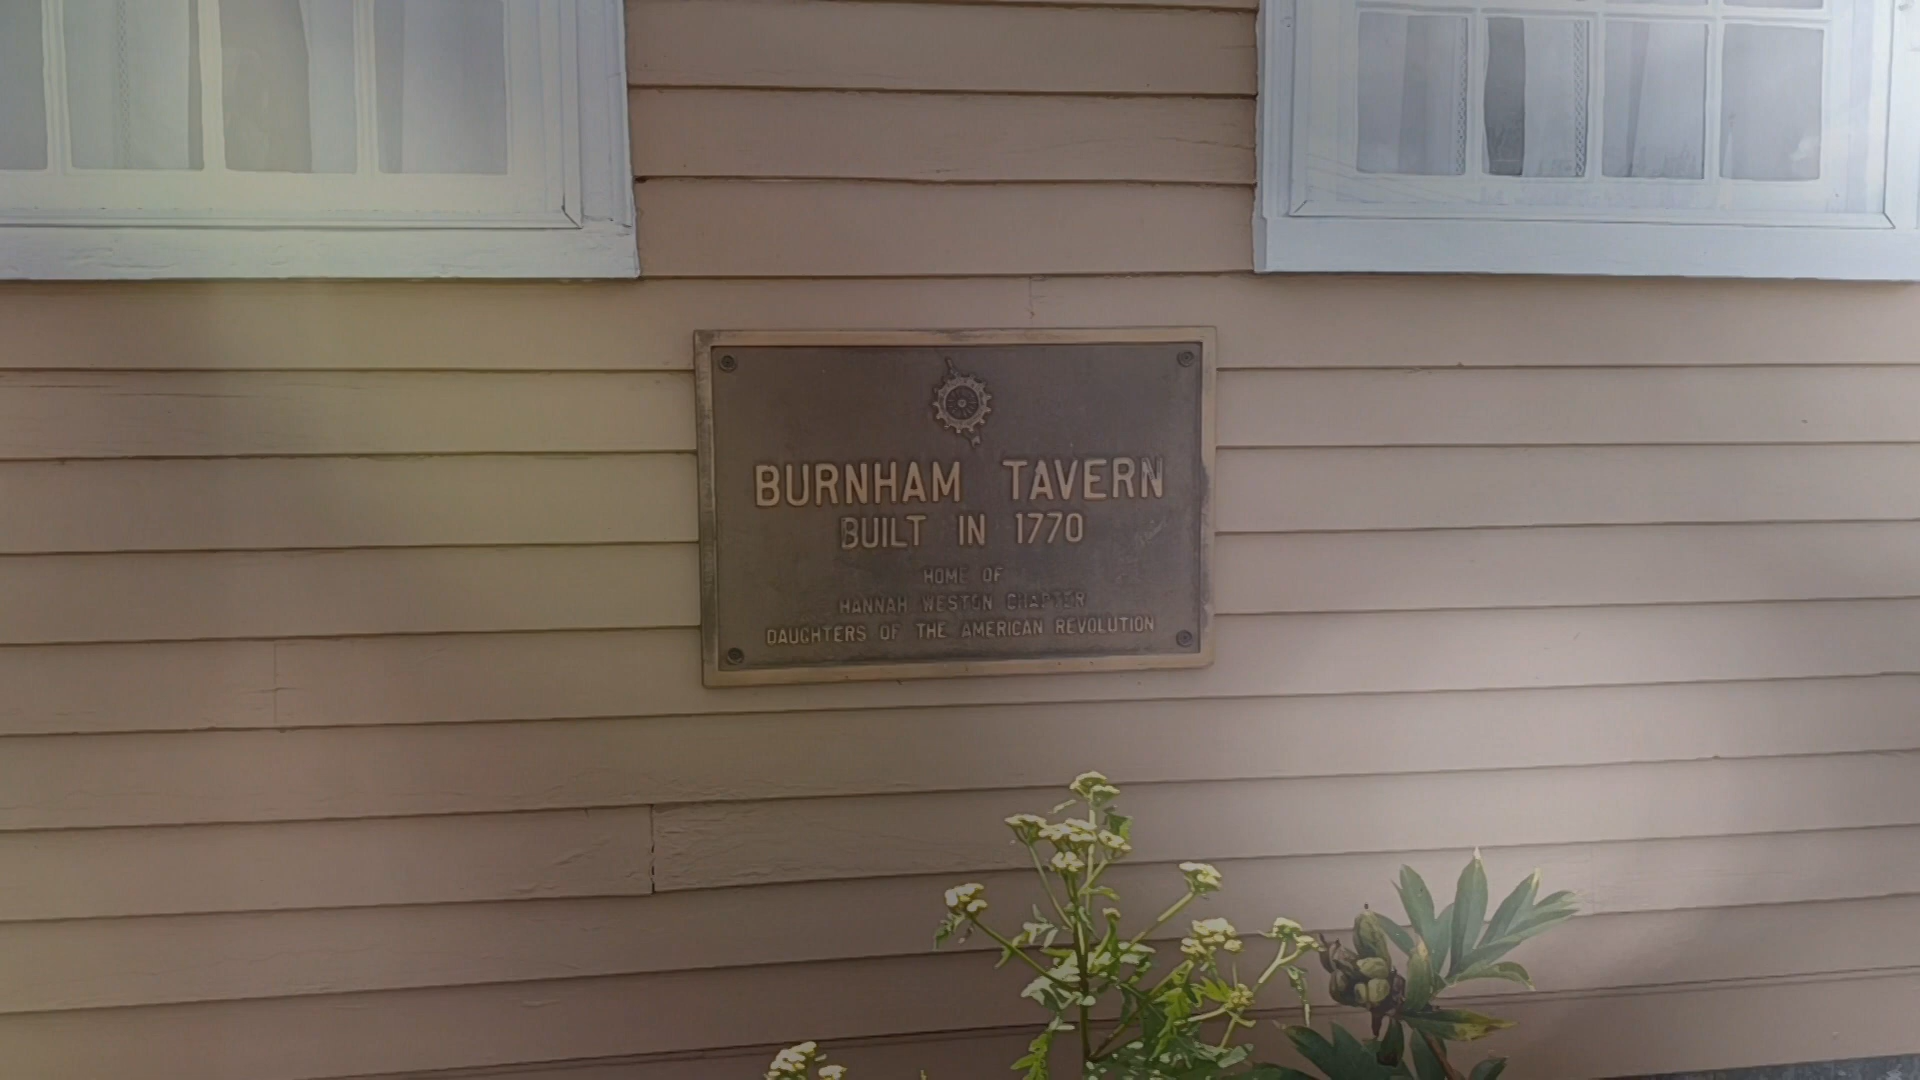 BURNHAM TAVERN
BUILT IN 1770
HOME OF
HANNAH WESTON CHAPTER
DAUGHTERS OF THE AMERICAN REVOLUTION